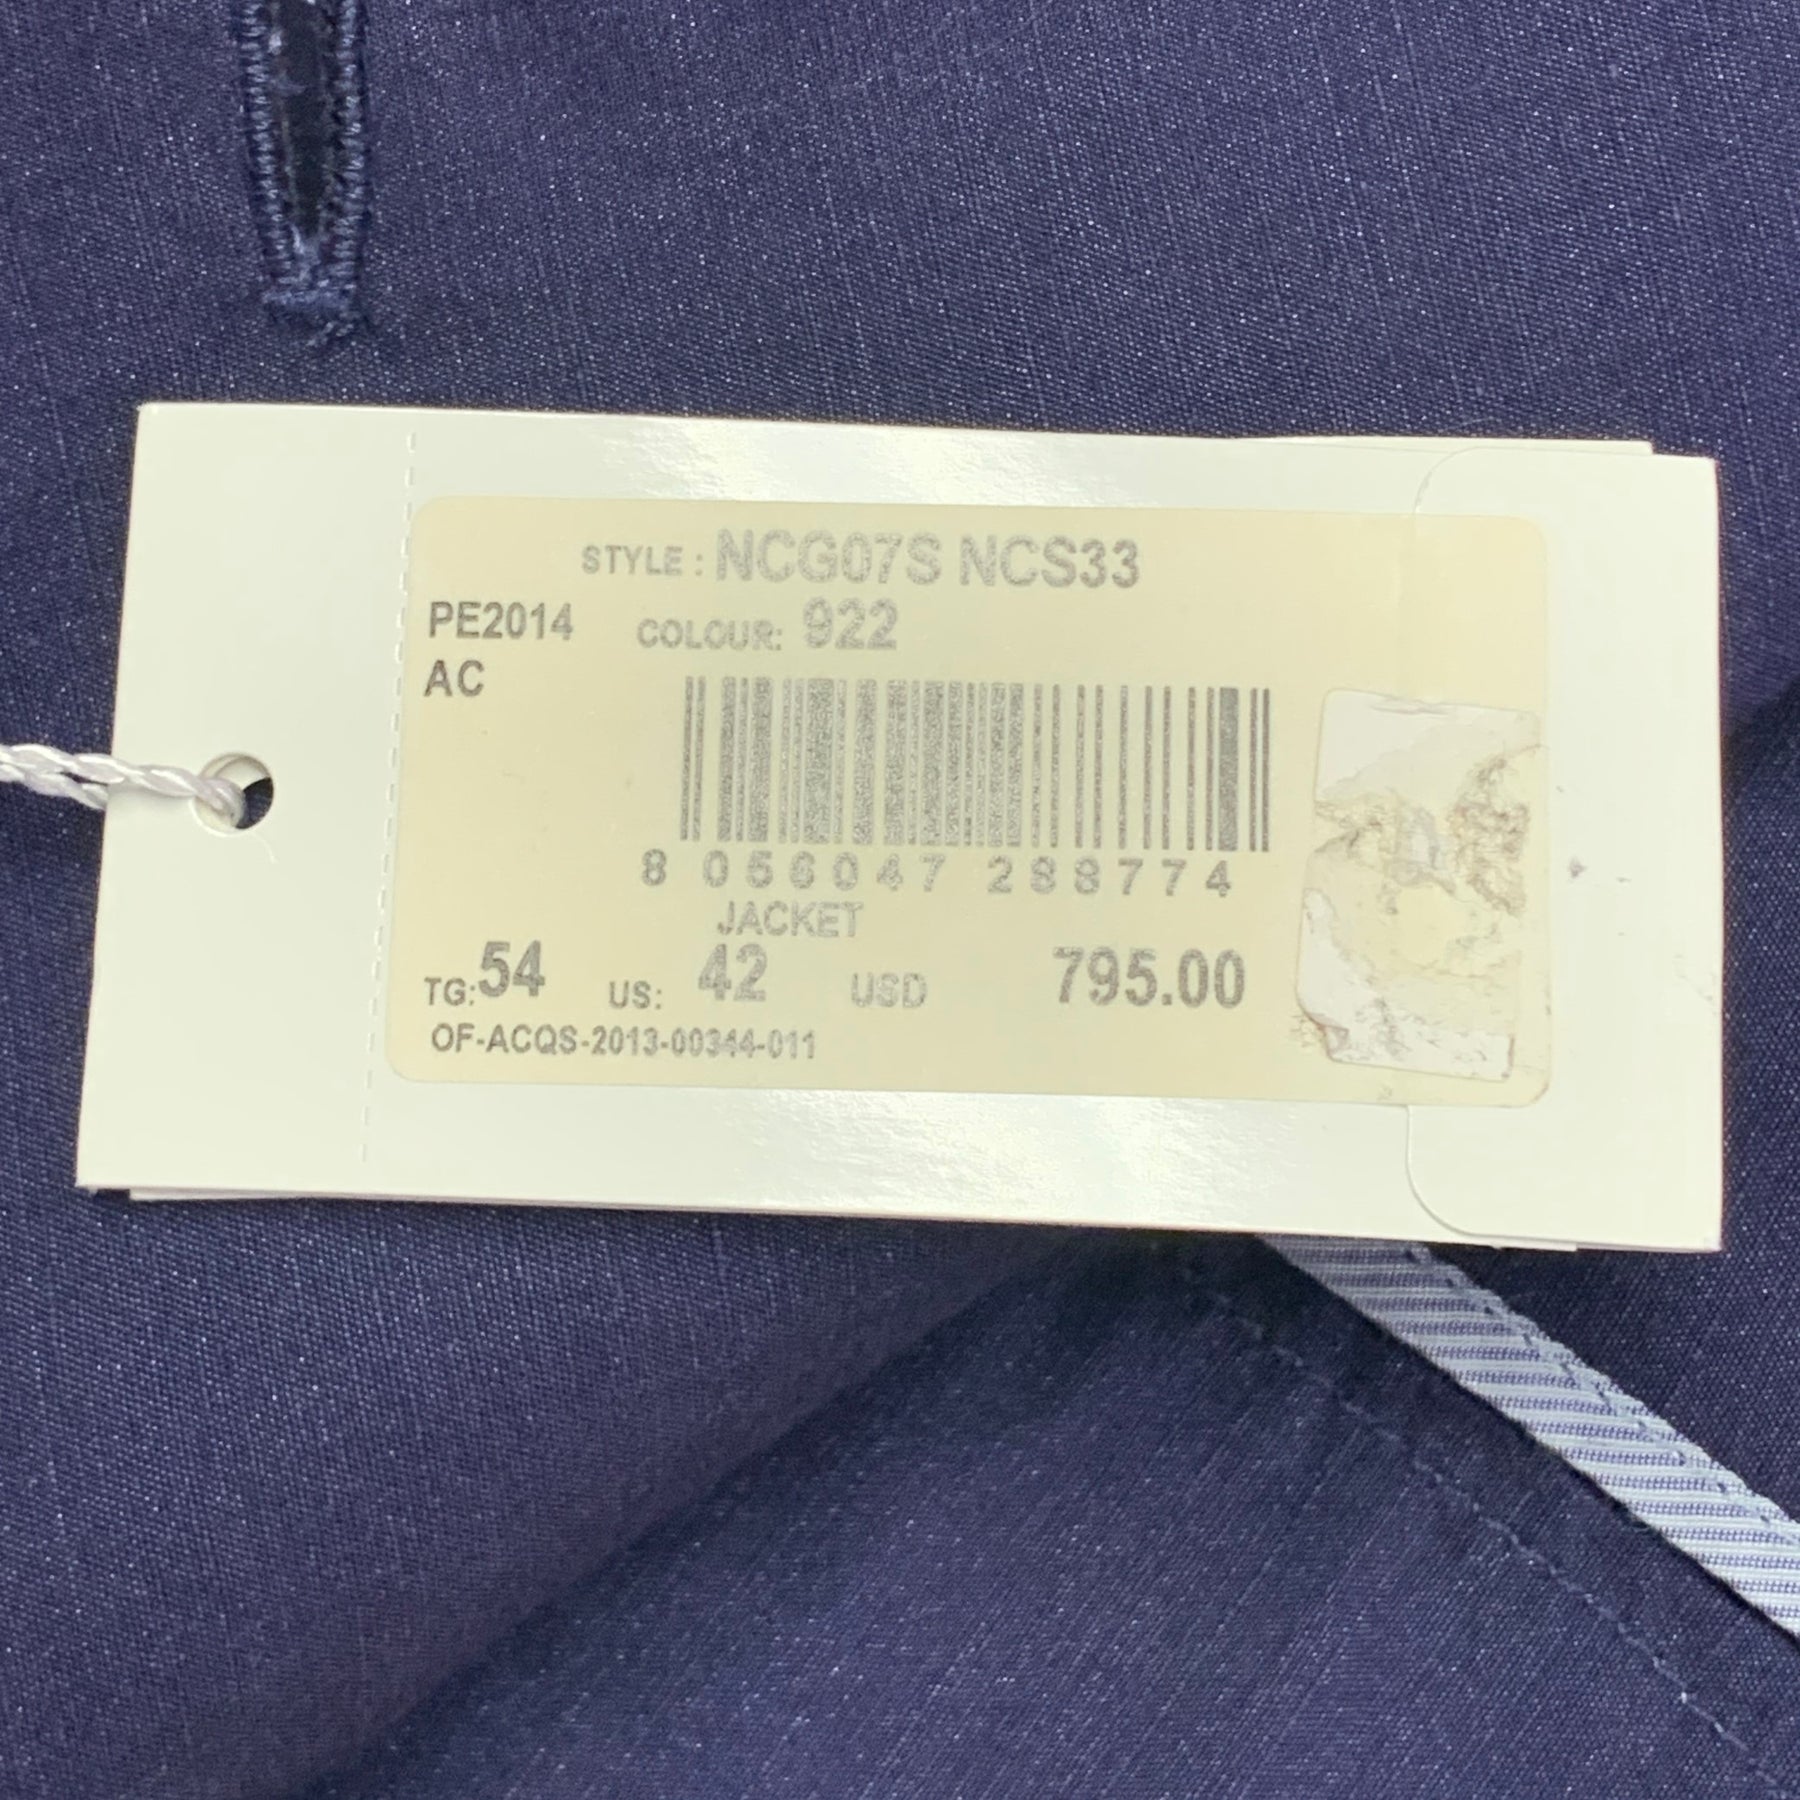 STYLE : NCG07S NCS33
PE2014 COLOUR: 922
AC
8 056047 288774
JACKET
TG: 54 US: 42 USD 795.00
OF-ACQS-2013-00344-011